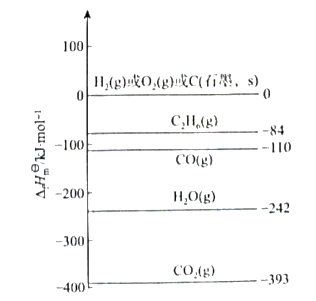 100
H₂(g)或O₂(g)或C(石墨，s)
0
0
C₂H₆(g)
-84
-100
-110
CO(g)
ΔfHmΘ/kJ·mol⁻¹
H₂O(g)
-200
-242
-300
CO₂(g)
-393
-400